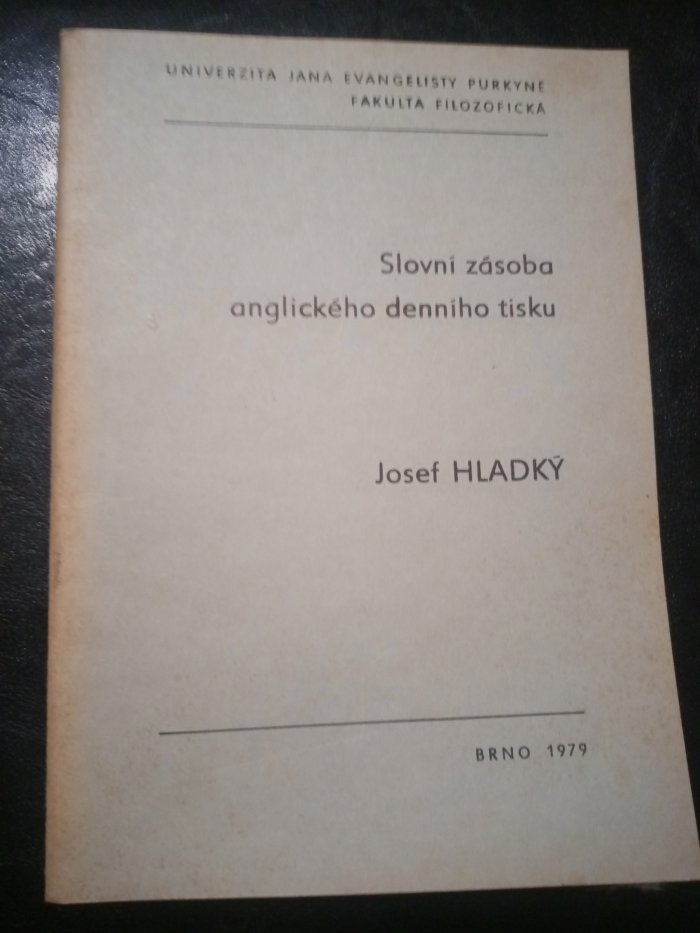 UNIVERZITA JANA EVANGELISTY PURKYNĚ
FAKULTA FILOZOFICKÁ
Slovní zásoba
anglického denního tisku
Josef HLADKÝ
BRNO 1979